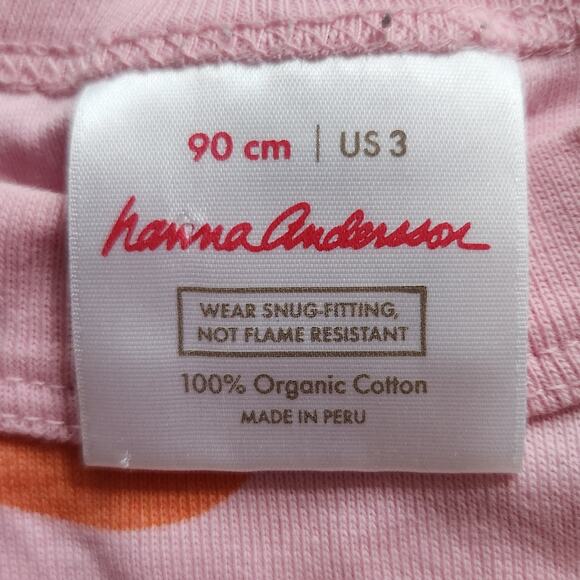 90 cm | US 3
hanna Andersson
WEAR SNUG-FITTING,
NOT FLAME RESISTANT
100% Organic Cotton
MADE IN PERU